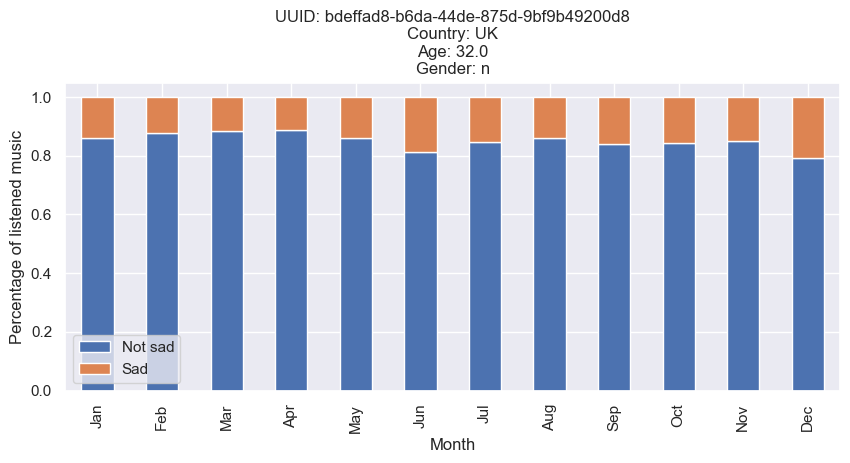 UUID: bdeffad8-b6da-44de-875d-9bf9b49200d8
Country: UK
Age: 32.0
Gender: n
Percentage of listened music
1.0
0.8
0.6
0.4
0.2
0.0
Not sad
Sad
Jan Feb Mar Apr May Jun Jul Aug Sep Oct Nov Dec
Month